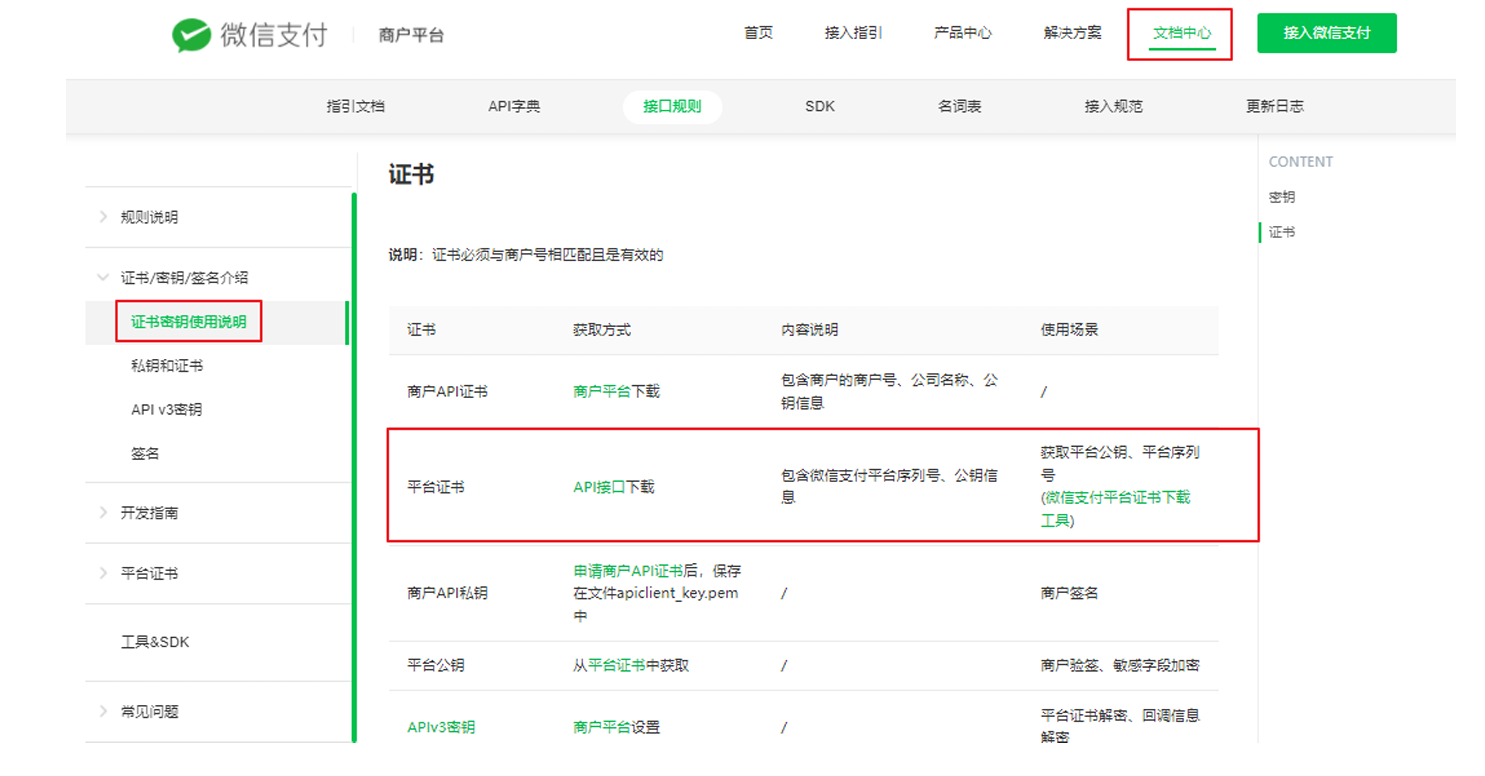 微信支付 商户平台 首页 接入指引 产品中心 解决方案 文档中心 接入微信支付
指引文档 API字典 接口规则 SDK 名词表 接入规范 更新日志
规则说明
证书/密钥/签名介绍
证书密钥使用说明
私钥和证书
API v3密钥
签名
开发指南
平台证书
工具&SDK
常见问题
证书
说明：证书必须与商户号相匹配且是有效的
证书 获取方式 内容说明 使用场景
商户API证书 商户平台下载 包含商户的商户号、公司名称、公
钥信息 /
平台证书 API接口下载 包含微信支付平台序列号、公钥信
息
获取平台公钥、平台序列
号
(微信支付平台证书下载
工具)
商户API私钥 申请商户API证书后，保存
在文件apiclient_key.pem
中
/ 商户签名
平台公钥 从平台证书中获取 / 商户验签、敏感字段加密
APIv3密钥 商户平台设置 / 平台证书解密、回调信息
解密
CONTENT
密钥
证书